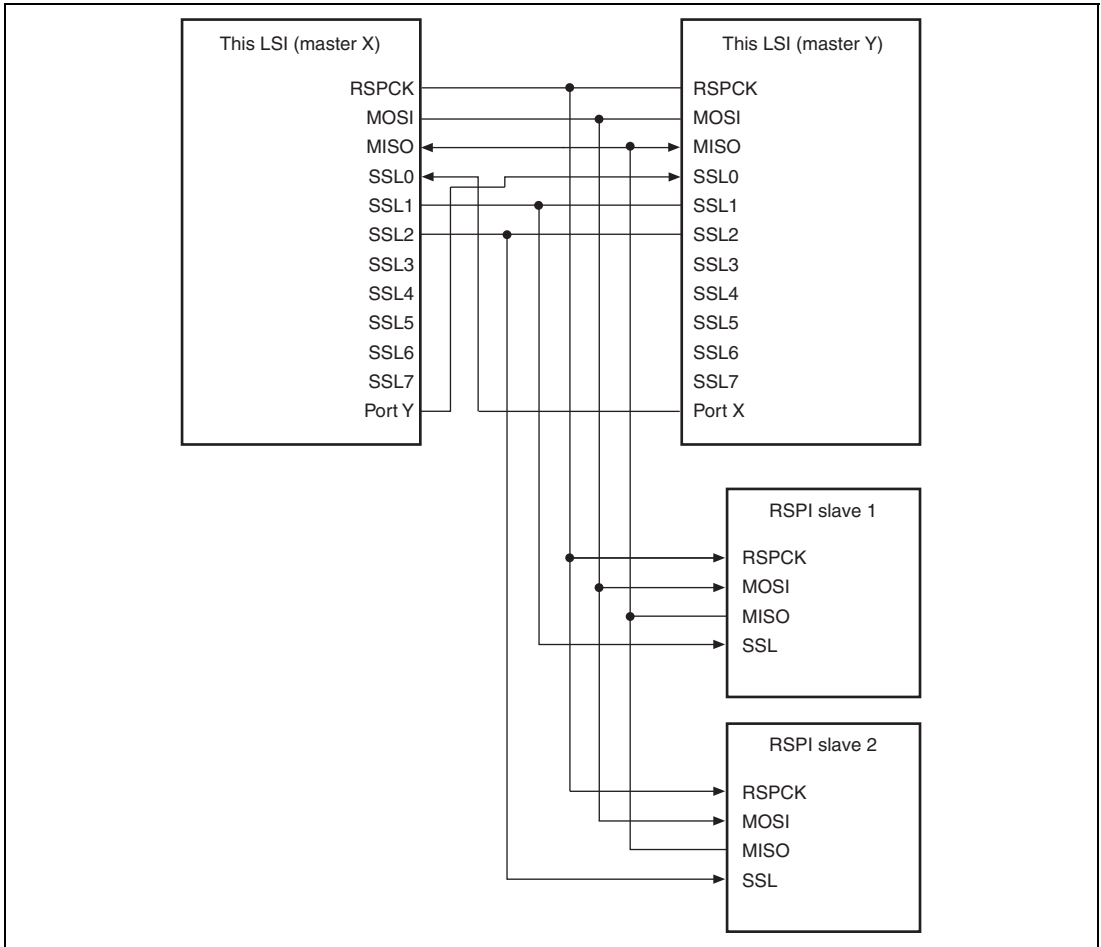 This LSI (master X)
RSPCK
MOSI
MISO
SSL0
SSL1
SSL2
SSL3
SSL4
SSL5
SSL6
SSL7
Port Y
This LSI (master Y)
RSPCK
MOSI
MISO
SSL0
SSL1
SSL2
SSL3
SSL4
SSL5
SSL6
SSL7
Port X
RSPI slave 1
RSPCK
MOSI
MISO
SSL
RSPI slave 2
RSPCK
MOSI
MISO
SSL